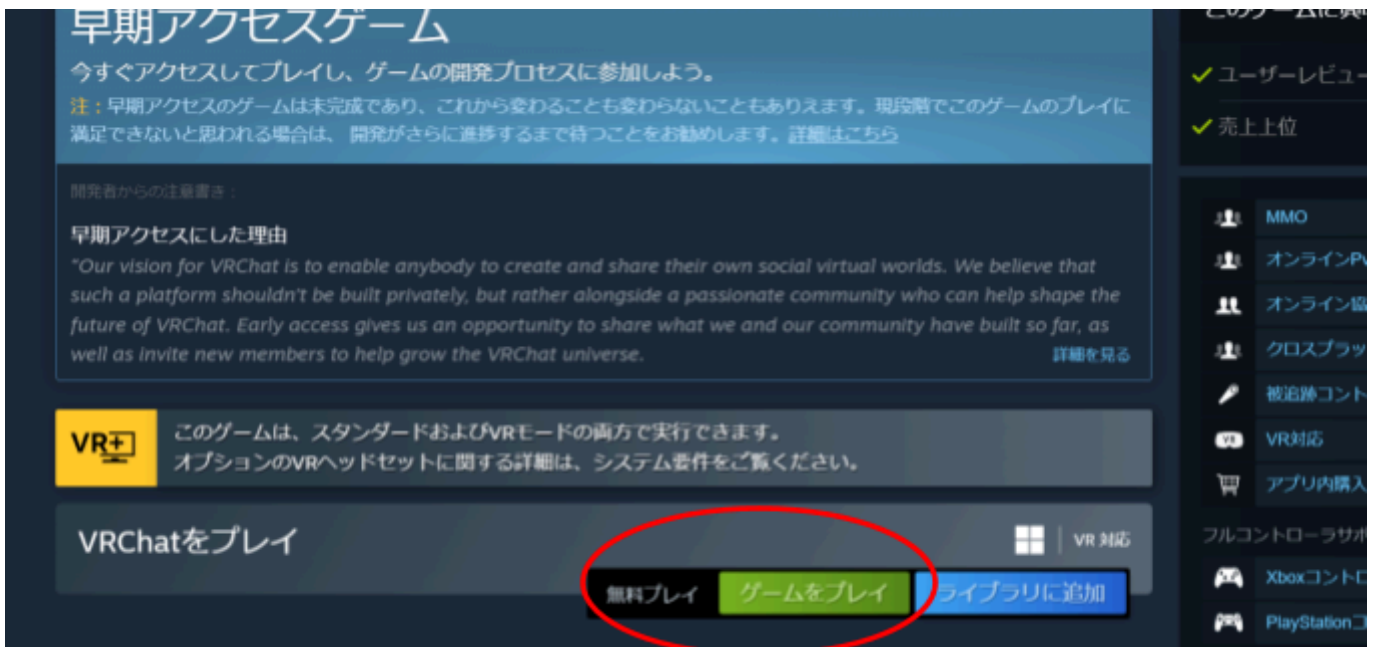 早期アクセスゲーム
今すぐアクセスしてプレイし、ゲームの開発プロセスに参加しよう。
注：早期アクセスのゲームは未完成であり、これから変わることも変わらないこともありえます。現段階でこのゲームのプレイに
満足できないと思われる場合は、 開発がさらに進捗するまで待つことをお勧めします。詳細はこちら
開発者からの注意書き：
早期アクセスにした理由
"Our vision for VRChat is to enable anybody to create and share their own social virtual worlds. We believe that
such a platform shouldn't be built privately, but rather alongside a passionate community who can help shape the
future of VRChat. Early access gives us an opportunity to share what we and our community have built so far, as
well as invite new members to help grow the VRChat universe.
詳細を見る
VR+
このゲームは、スタンダードおよびVRモードの両方で実行できます。
オプションのVRヘッドセットに関する詳細は、システム要件をご覧ください。
VRChatをプレイ
VR 対応
無料プレイ
ゲームをプレイ
ライブラリに追加
このゲームに
ユーザーレビュー
売上上位
MMO
オンラインPv
オンライン協
クロスプラッ
被追跡コント
VR
VR対応
アプリ内購入
フルコントローラサポ
Xboxコントロ
PlayStationコ